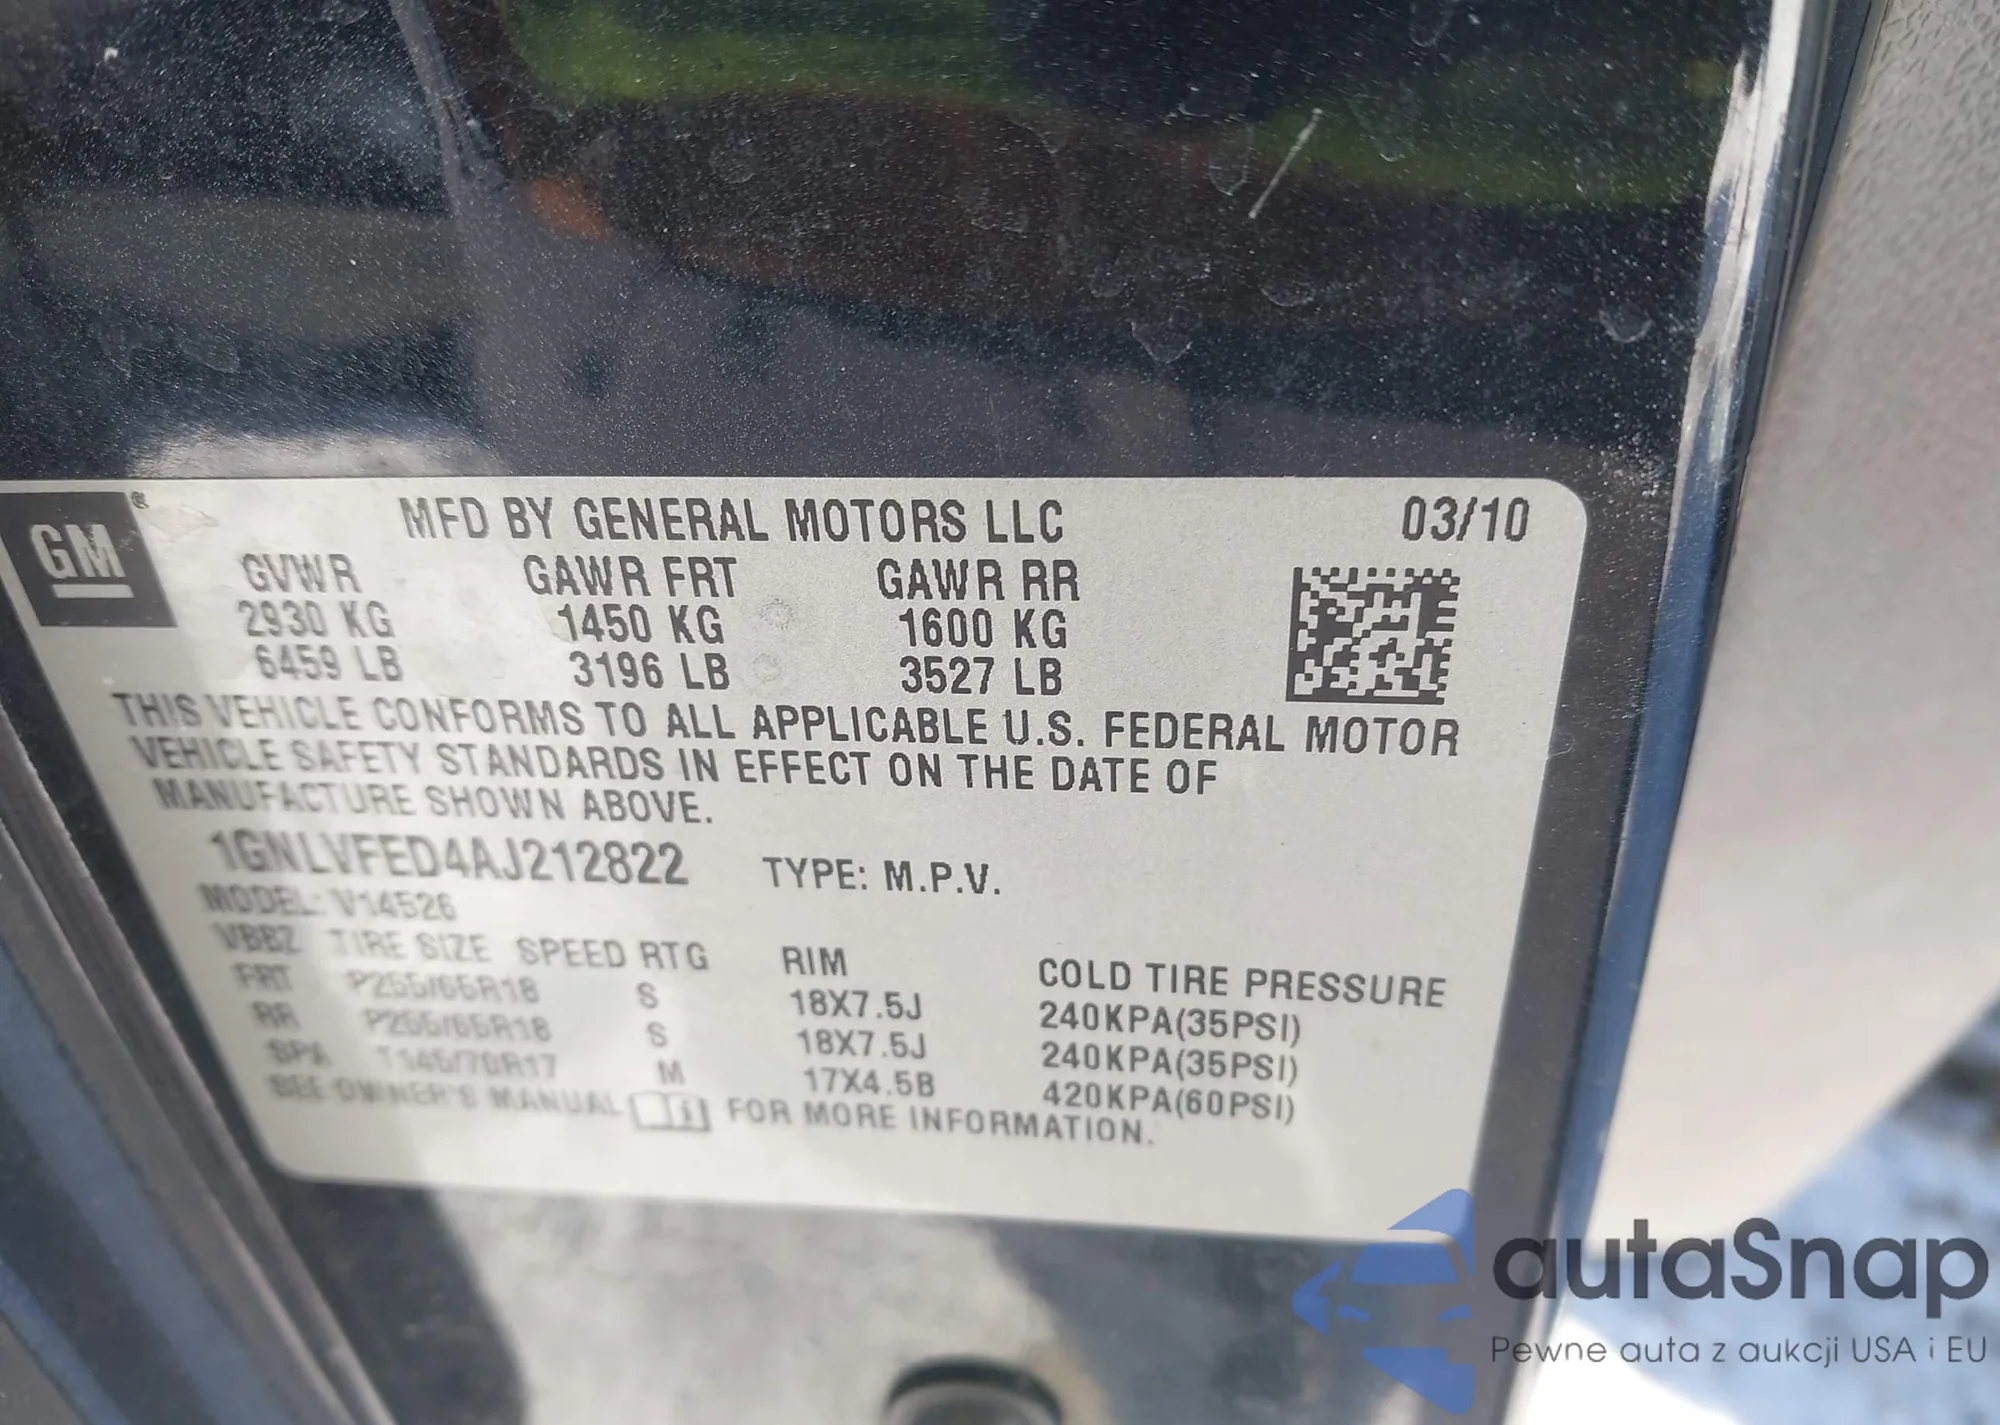 GM®
MFD BY GENERAL MOTORS LLC 03/10
GVWR GAWR FRT GAWR RR
2930 KG 1450 KG 1600 KG
6459 LB 3196 LB 3527 LB
THIS VEHICLE CONFORMS TO ALL APPLICABLE U.S. FEDERAL MOTOR
VEHICLE SAFETY STANDARDS IN EFFECT ON THE DATE OF
MANUFACTURE SHOWN ABOVE.
1GNLVFED4AJ212822 TYPE: M.P.V.
MODEL: V14526
VBBZ TIRE SIZE SPEED RTG RIM COLD TIRE PRESSURE
FRT P255/65R18 S 18X7.5J 240KPA(35PSI)
RR P255/65R18 S 18X7.5J 240KPA(35PSI)
SPA T145/70R17 M 17X4.5B 420KPA(60PSI)
SEE OWNER'S MANUAL FOR MORE INFORMATION.
autaSnap
Pewne auta z aukcji USA i EU